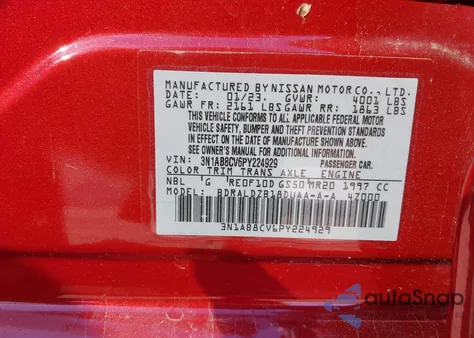 MANUFACTURED BY NISSAN MOTOR CO., LTD.
DATE: 01/23. GVWR: 4001 LBS
GAWR FR: 2161 LBS GAWR RR: 1863 LBS
THIS VEHICLE CONFORMS TO ALL APPLICABLE FEDERAL MOTOR
VEHICLE SAFETY, BUMPER AND THEFT PREVENTION STANDARDS
IN EFFECT ON THE DATE OF MANUFACTURE SHOWN ABOVE.
SEE OWNER'S MANUAL FOR ADDITIONAL INFORMATION
VIN: 3N1AB8CV6PY224929 PASSENGER CAR.
COLOR TRIM TRANS AXLE ENGINE
NBL G RE0F10D GS50 MR20 1997 CC
MODEL: BDRALDZB18DUAA-A-A 4Z000
3N1AB8CV6PY224929
autoSnap